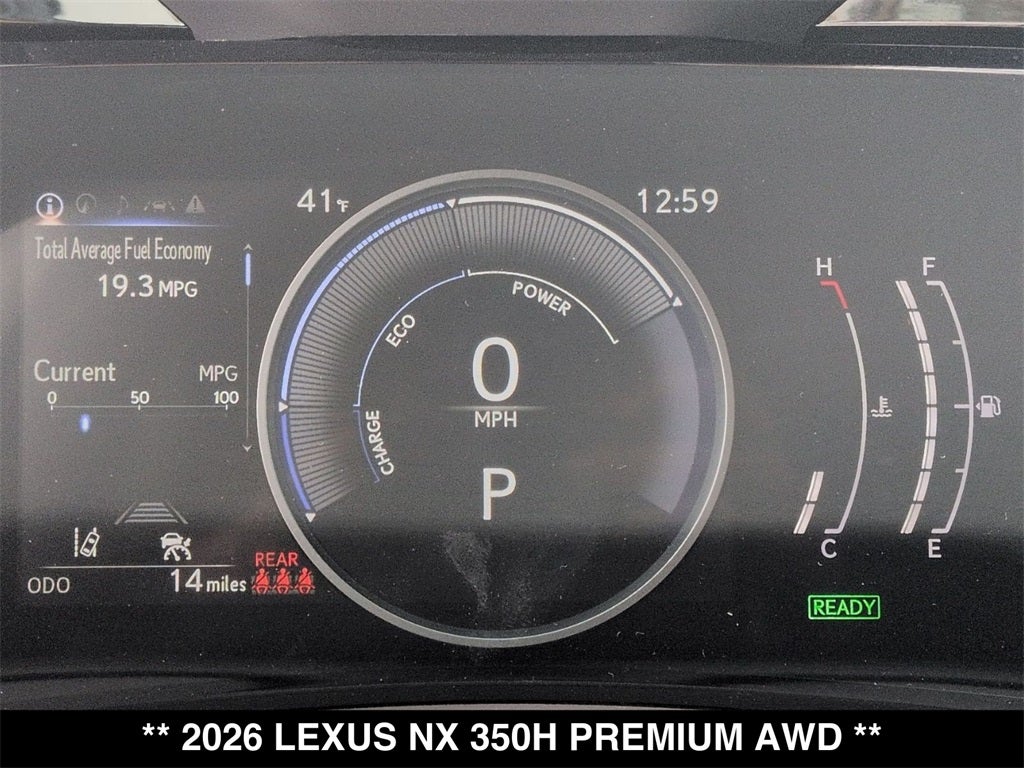 41°F
12:59
Total Average Fuel Economy
19.3 MPG
Current MPG
0 50 100
CHARGE
ECO
POWER
0
MPH
P
H
C
F
E
REAR
ODO 14 miles
READY
** 2026 LEXUS NX 350H PREMIUM AWD **